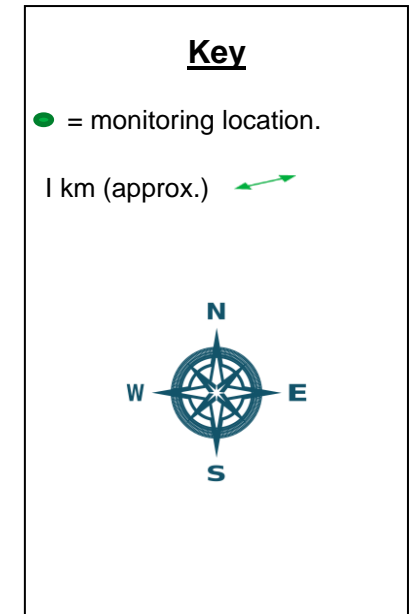 Key
= monitoring location.
I km (approx.)
N
W E
S